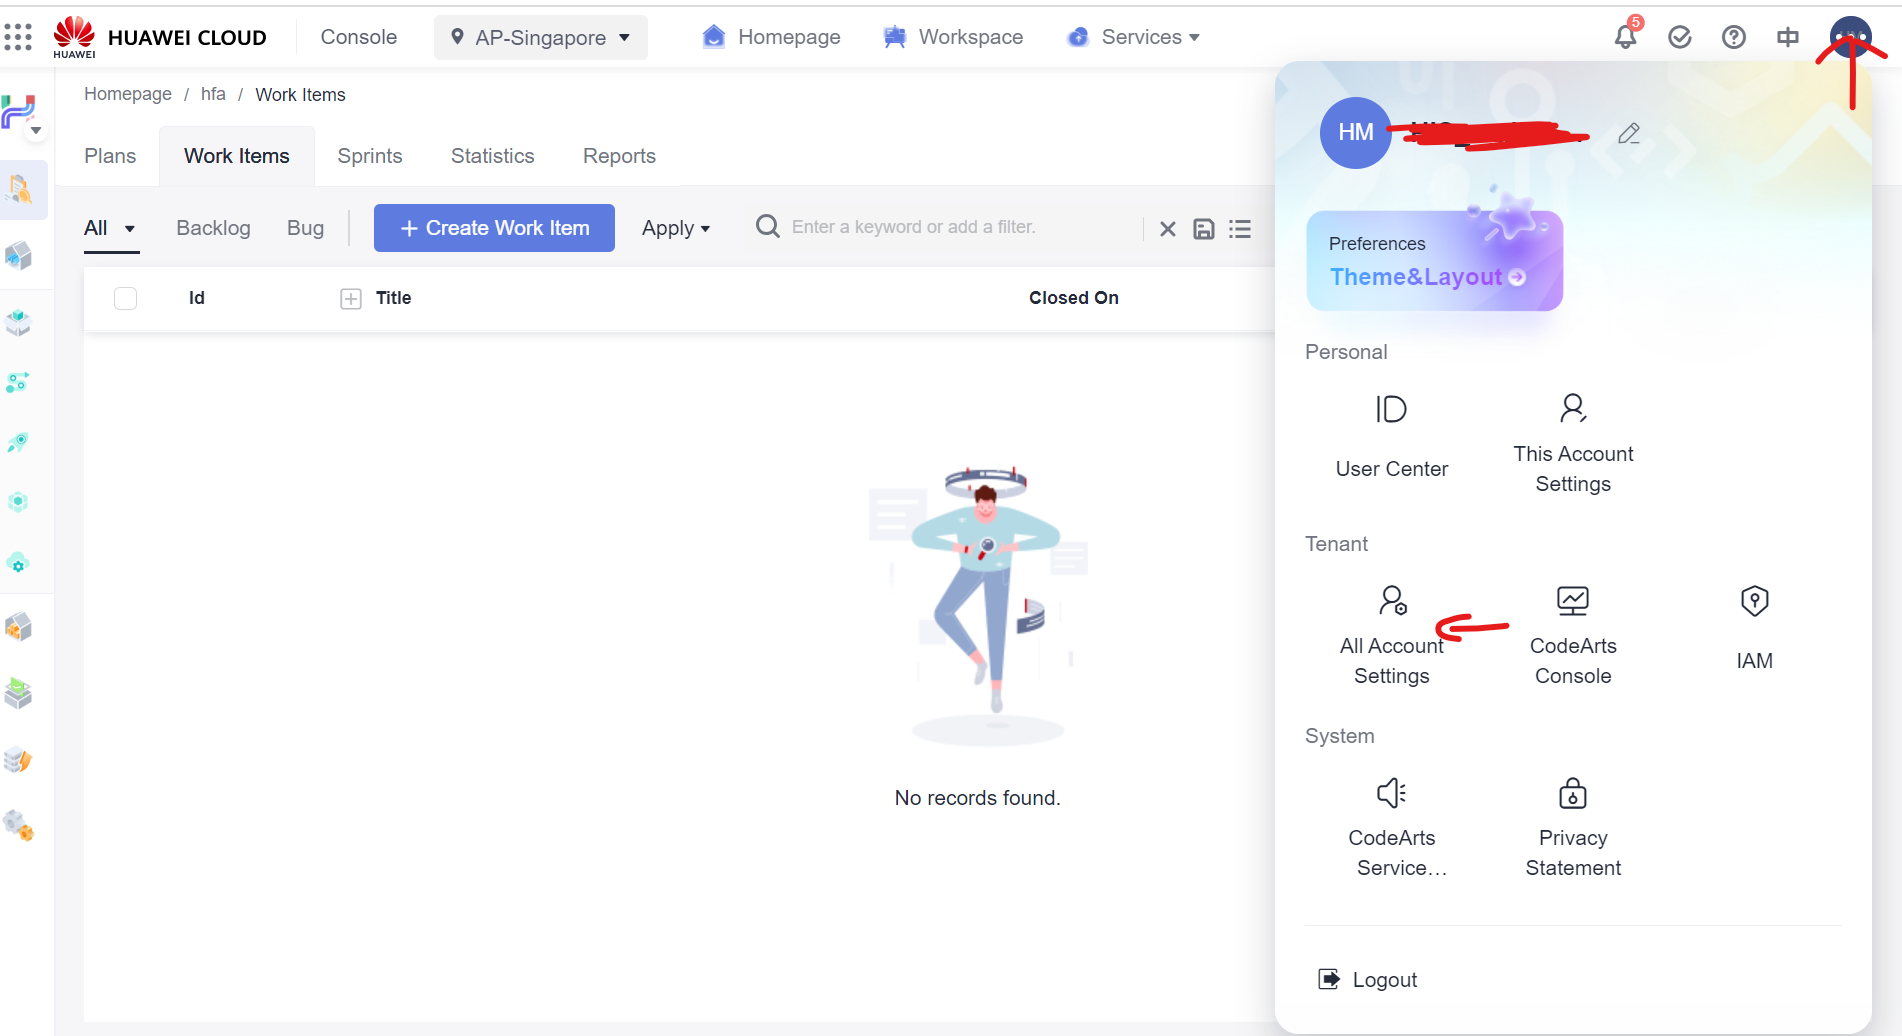 HUAWEI
HUAWEI CLOUD
Console
AP-Singapore
Homepage
Workspace
Services
5
Homepage / hfa / Work Items
Plans
Work Items
Sprints
Statistics
Reports
All
Backlog
Bug
+ Create Work Item
Apply
Enter a keyword or add a filter.
Id
Title
Closed On
No records found.
HM
Preferences
Theme&Layout
Personal
User Center
This Account
Settings
Tenant
All Account
Settings
CodeArts
Console
IAM
System
CodeArts
Service...
Privacy
Statement
Logout